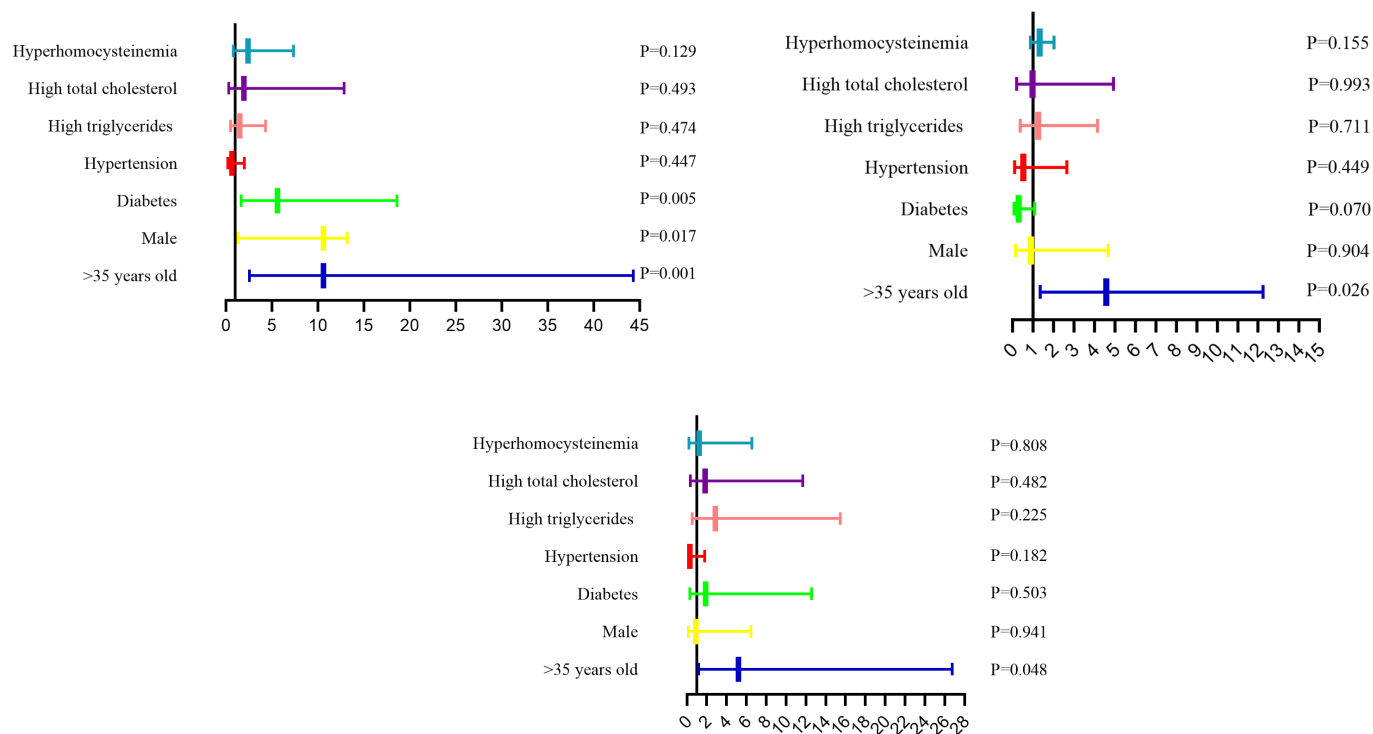 Hyperhomocysteinemia P=0.129
High total cholesterol P=0.493
High triglycerides P=0.474
Hypertension P=0.447
Diabetes P=0.005
Male P=0.017
>35 years old P=0.001
0 5 10 15 20 25 30 35 40 45
Hyperhomocysteinemia P=0.155
High total cholesterol P=0.993
High triglycerides P=0.711
Hypertension P=0.449
Diabetes P=0.070
Male P=0.904
>35 years old P=0.026
0 1 2 3 4 5 6 7 8 9 10 11 12 13 14 15
Hyperhomocysteinemia P=0.808
High total cholesterol P=0.482
High triglycerides P=0.225
Hypertension P=0.182
Diabetes P=0.503
Male P=0.941
>35 years old P=0.048
0 2 4 6 8 10 12 14 16 18 20 22 24 26 28